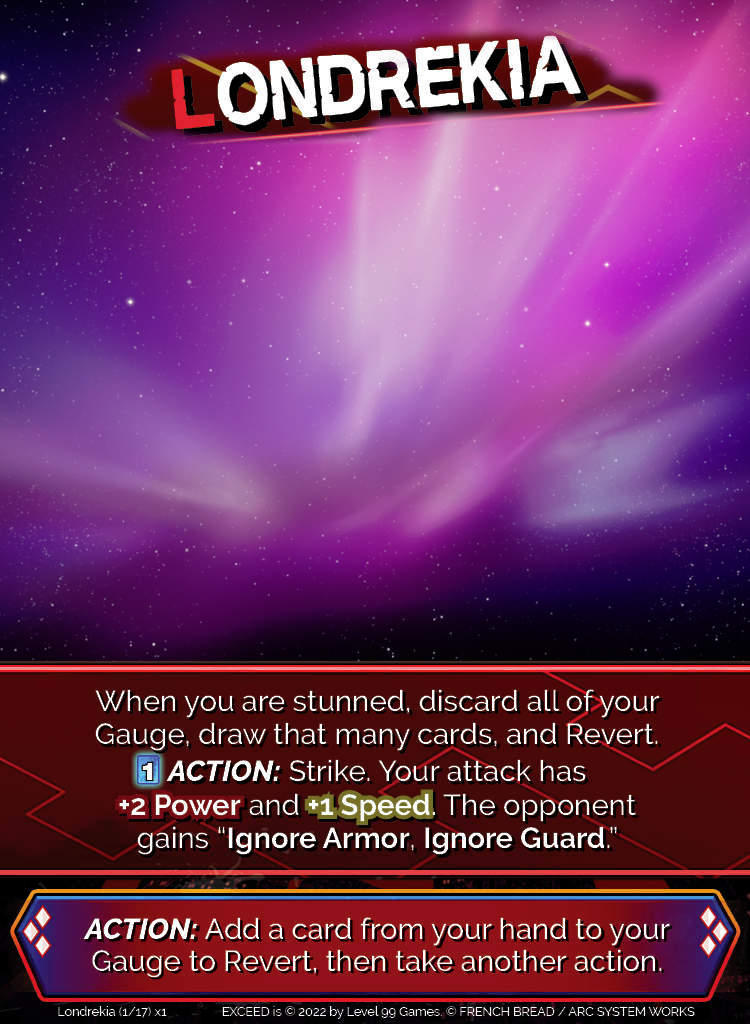 LONDREKIA
When you are stunned, discard all of your
Gauge, draw that many cards, and Revert.
1 ACTION: Strike. Your attack has
+2 Power and +1 Speed. The opponent
gains “Ignore Armor, Ignore Guard.”
ACTION: Add a card from your hand to your
Gauge to Revert, then take another action.
Londrekia (1/17) x1 EXCEED is © 2022 by Level 99 Games. © FRENCH BREAD / ARC SYSTEM WORKS